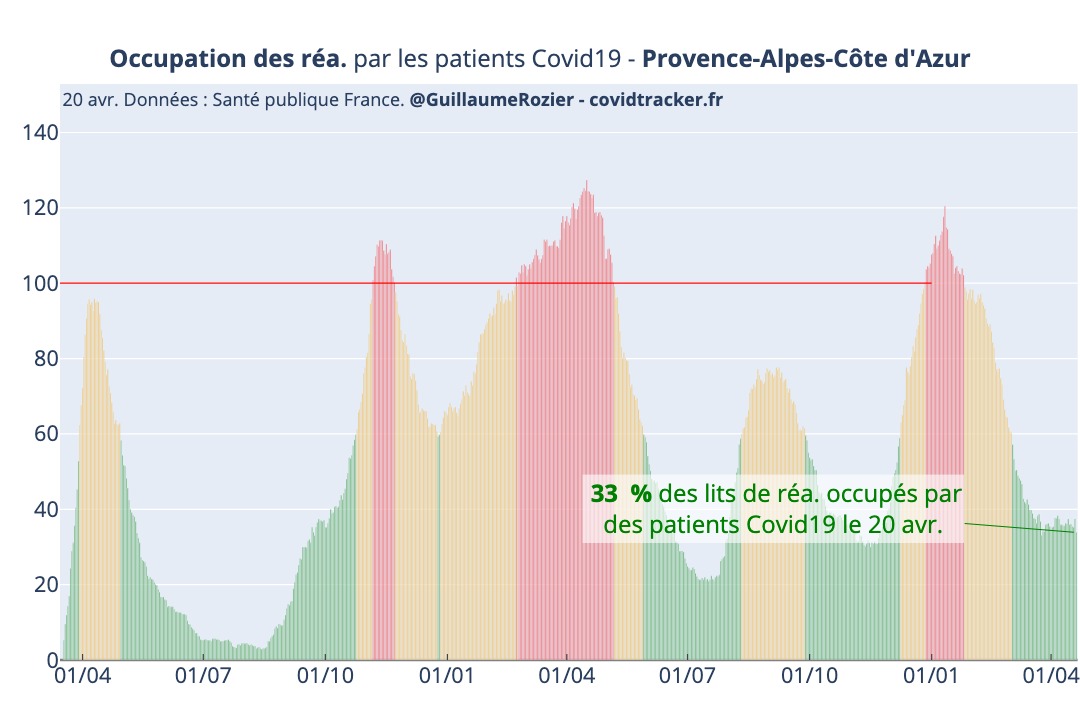 Occupation des réa. par les patients Covid19 - Provence-Alpes-Côte d'Azur
20 avr. Données : Santé publique France. @GuillaumeRozier - covidtracker.fr
140
120
100
80
60
40
20
0
33 % des lits de réa. occupés par
des patients Covid19 le 20 avr.
01/04 01/07 01/10 01/01 01/04 01/07 01/10 01/01 01/04